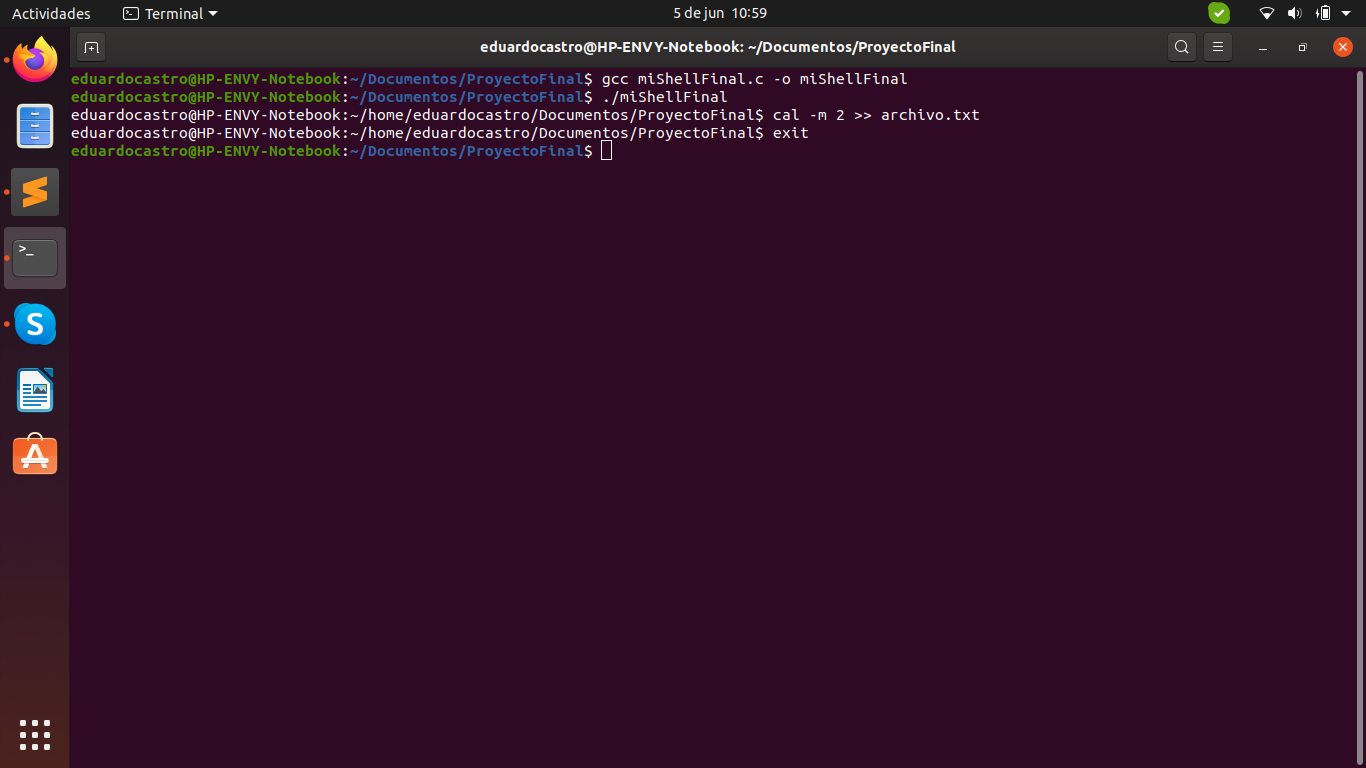 Actividades Terminal 5 de jun 10:59
eduardocastro@HP-ENVY-Notebook: ~/Documentos/ProyectoFinal
eduardocastro@HP-ENVY-Notebook:~/Documentos/ProyectoFinal$ gcc miShellFinal.c -o miShellFinal
eduardocastro@HP-ENVY-Notebook:~/Documentos/ProyectoFinal$ ./miShellFinal
eduardocastro@HP-ENVY-Notebook:~/home/eduardocastro/Documentos/ProyectoFinal$ cal -m 2 >> archivo.txt
eduardocastro@HP-ENVY-Notebook:~/home/eduardocastro/Documentos/ProyectoFinal$ exit
eduardocastro@HP-ENVY-Notebook:~/Documentos/ProyectoFinal$